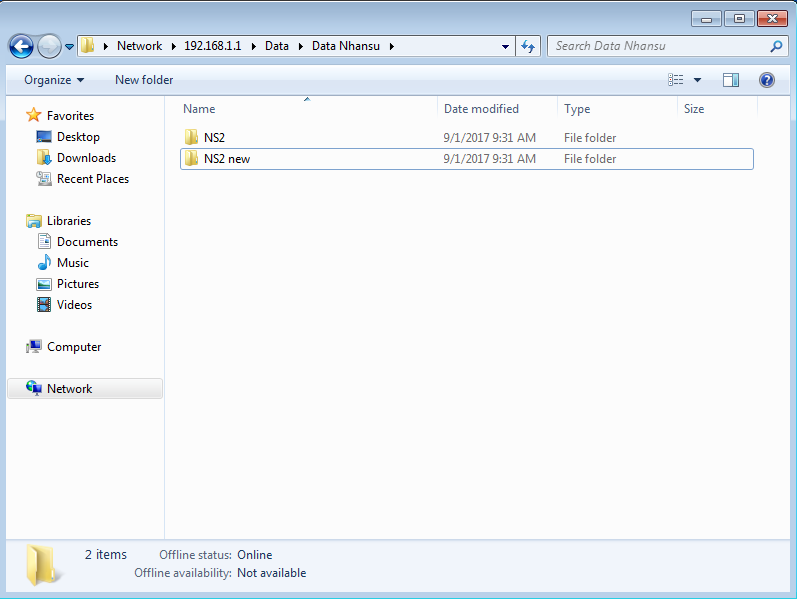 Network 192.168.1.1 Data Data Nhansu Search Data Nhansu
Organize New folder
Name Date modified Type Size
NS2 9/1/2017 9:31 AM File folder
NS2 new 9/1/2017 9:31 AM File folder
Favorites
Desktop
Downloads
Recent Places
Libraries
Documents
Music
Pictures
Videos
Computer
Network
2 items Offline status: Online
Offline availability: Not available